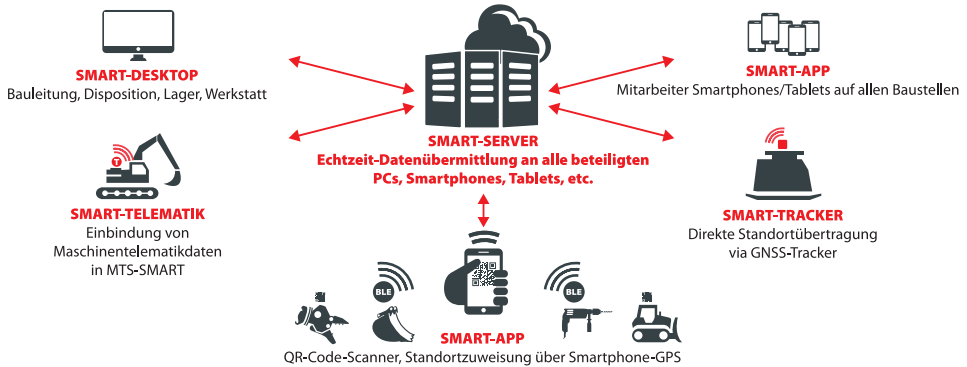 SMART-DESKTOP
Bauleitung, Disposition, Lager, Werkstatt
SMART-APP
Mitarbeiter Smartphones/Tablets auf allen Baustellen
SMART-SERVER
Echtzeit-Datenübermittlung an alle beteiligten
PCs, Smartphones, Tablets, etc.
T
SMART-TELEMATIK
Einbindung von
Maschinentelematikdaten
in MTS-SMART
SMART-TRACKER
Direkte Standortübertragung
via GNSS-Tracker
BLE
BLE
SMART-APP
QR-Code-Scanner, Standortzuweisung über Smartphone-GPS